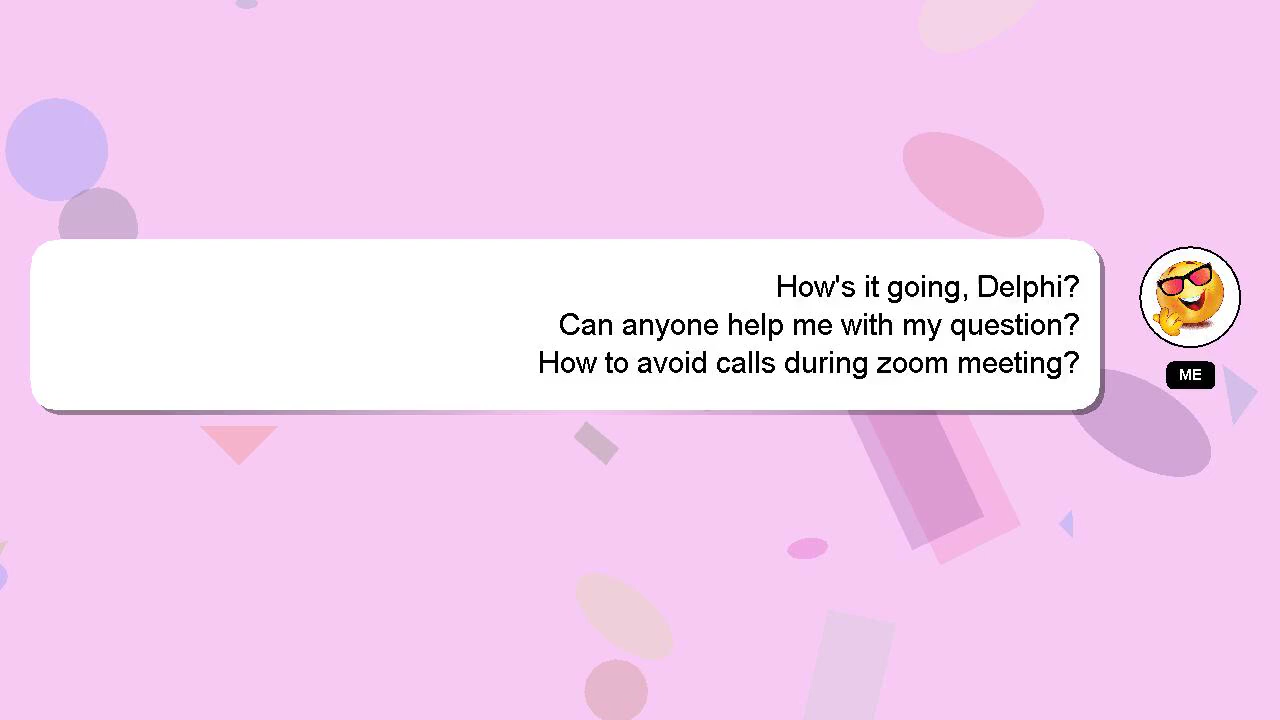 How's it going, Delphi?
Can anyone help me with my question?
How to avoid calls during zoom meeting?
ME